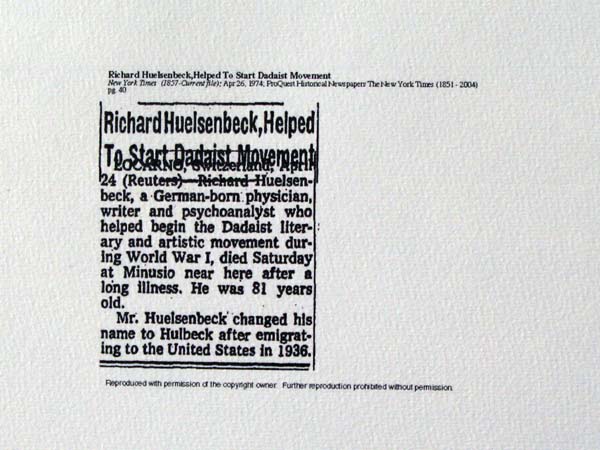 Richard Huelsenbeck,Helped To Start Dadaist Movement
New York Times (1857-Current file); Apr 26, 1974; ProQuest Historical Newspapers The New York Times (1851 - 2004)
pg. 40
Richard Huelsenbeck, Helped
To Start Dadaist Movement
LOCARNO, Switzerland, April
24 (Reuters)—Richard Huelsen-
beck, a German-born physician,
writer and psychoanalyst who
helped begin the Dadaist liter-
ary and artistic movement dur-
ing World War I, died Saturday
at Minusio near here after a
long illness. He was 81 years
old.
Mr. Huelsenbeck changed his
name to Hulbeck after emigrat-
ing to the United States in 1936.
Reproduced with permission of the copyright owner. Further reproduction prohibited without permission.